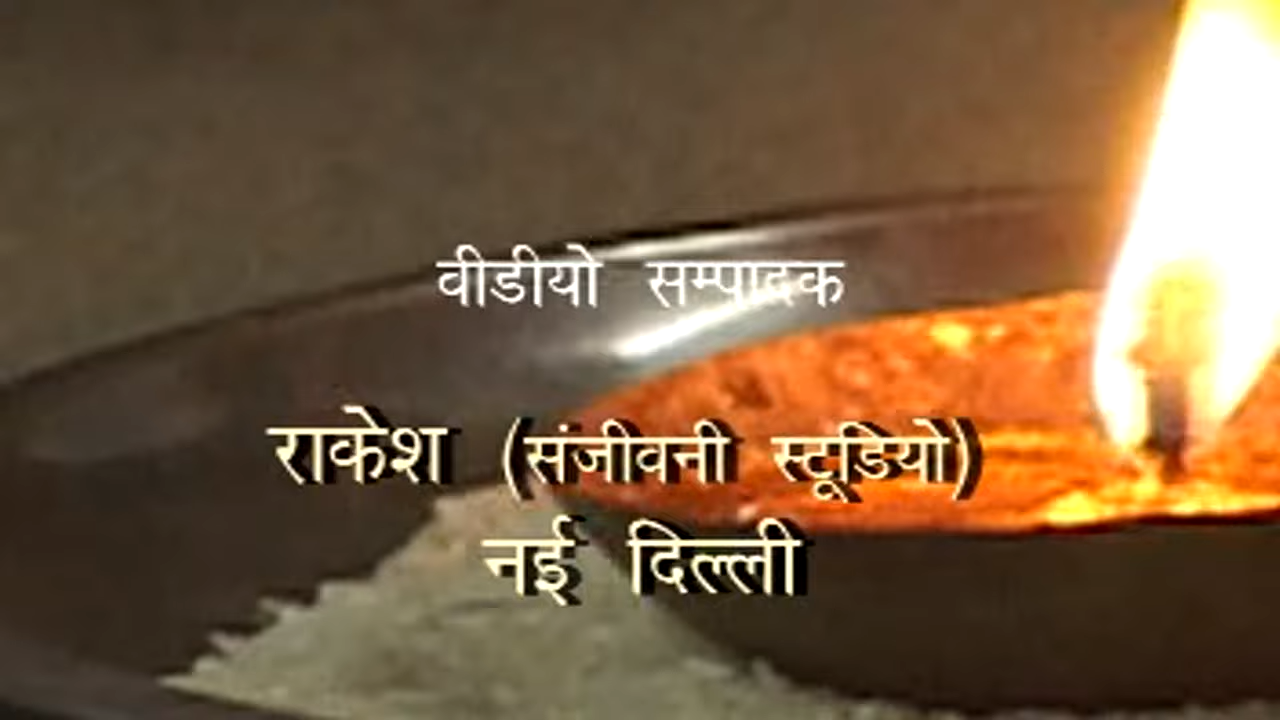 वीडीयो सम्पादक
राकेश (संजीवनी स्टूडियो)
नई दिल्ली